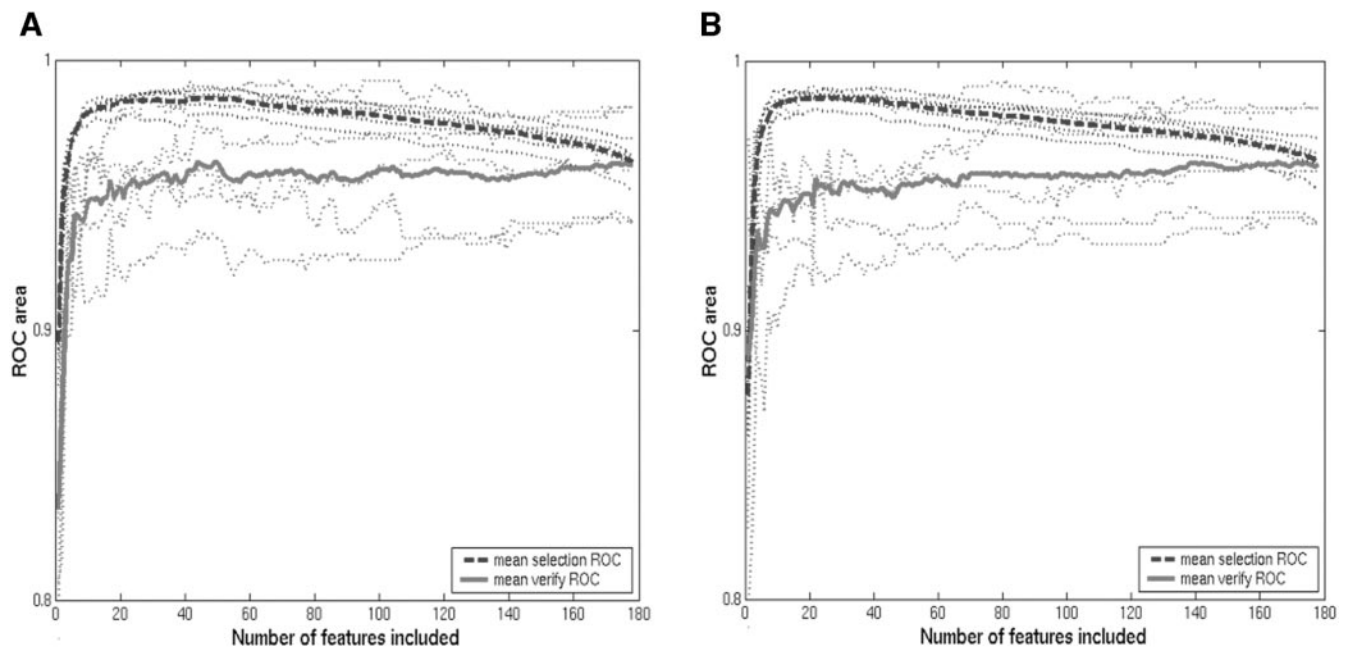 A
1
0.9
0.8
ROC area
mean selection ROC
mean verify ROC
0 20 40 60 80 100 120 140 160 180
Number of features included
B
1
0.9
0.8
ROC area
mean selection ROC
mean verify ROC
0 20 40 60 80 100 120 140 160 180
Number of features included